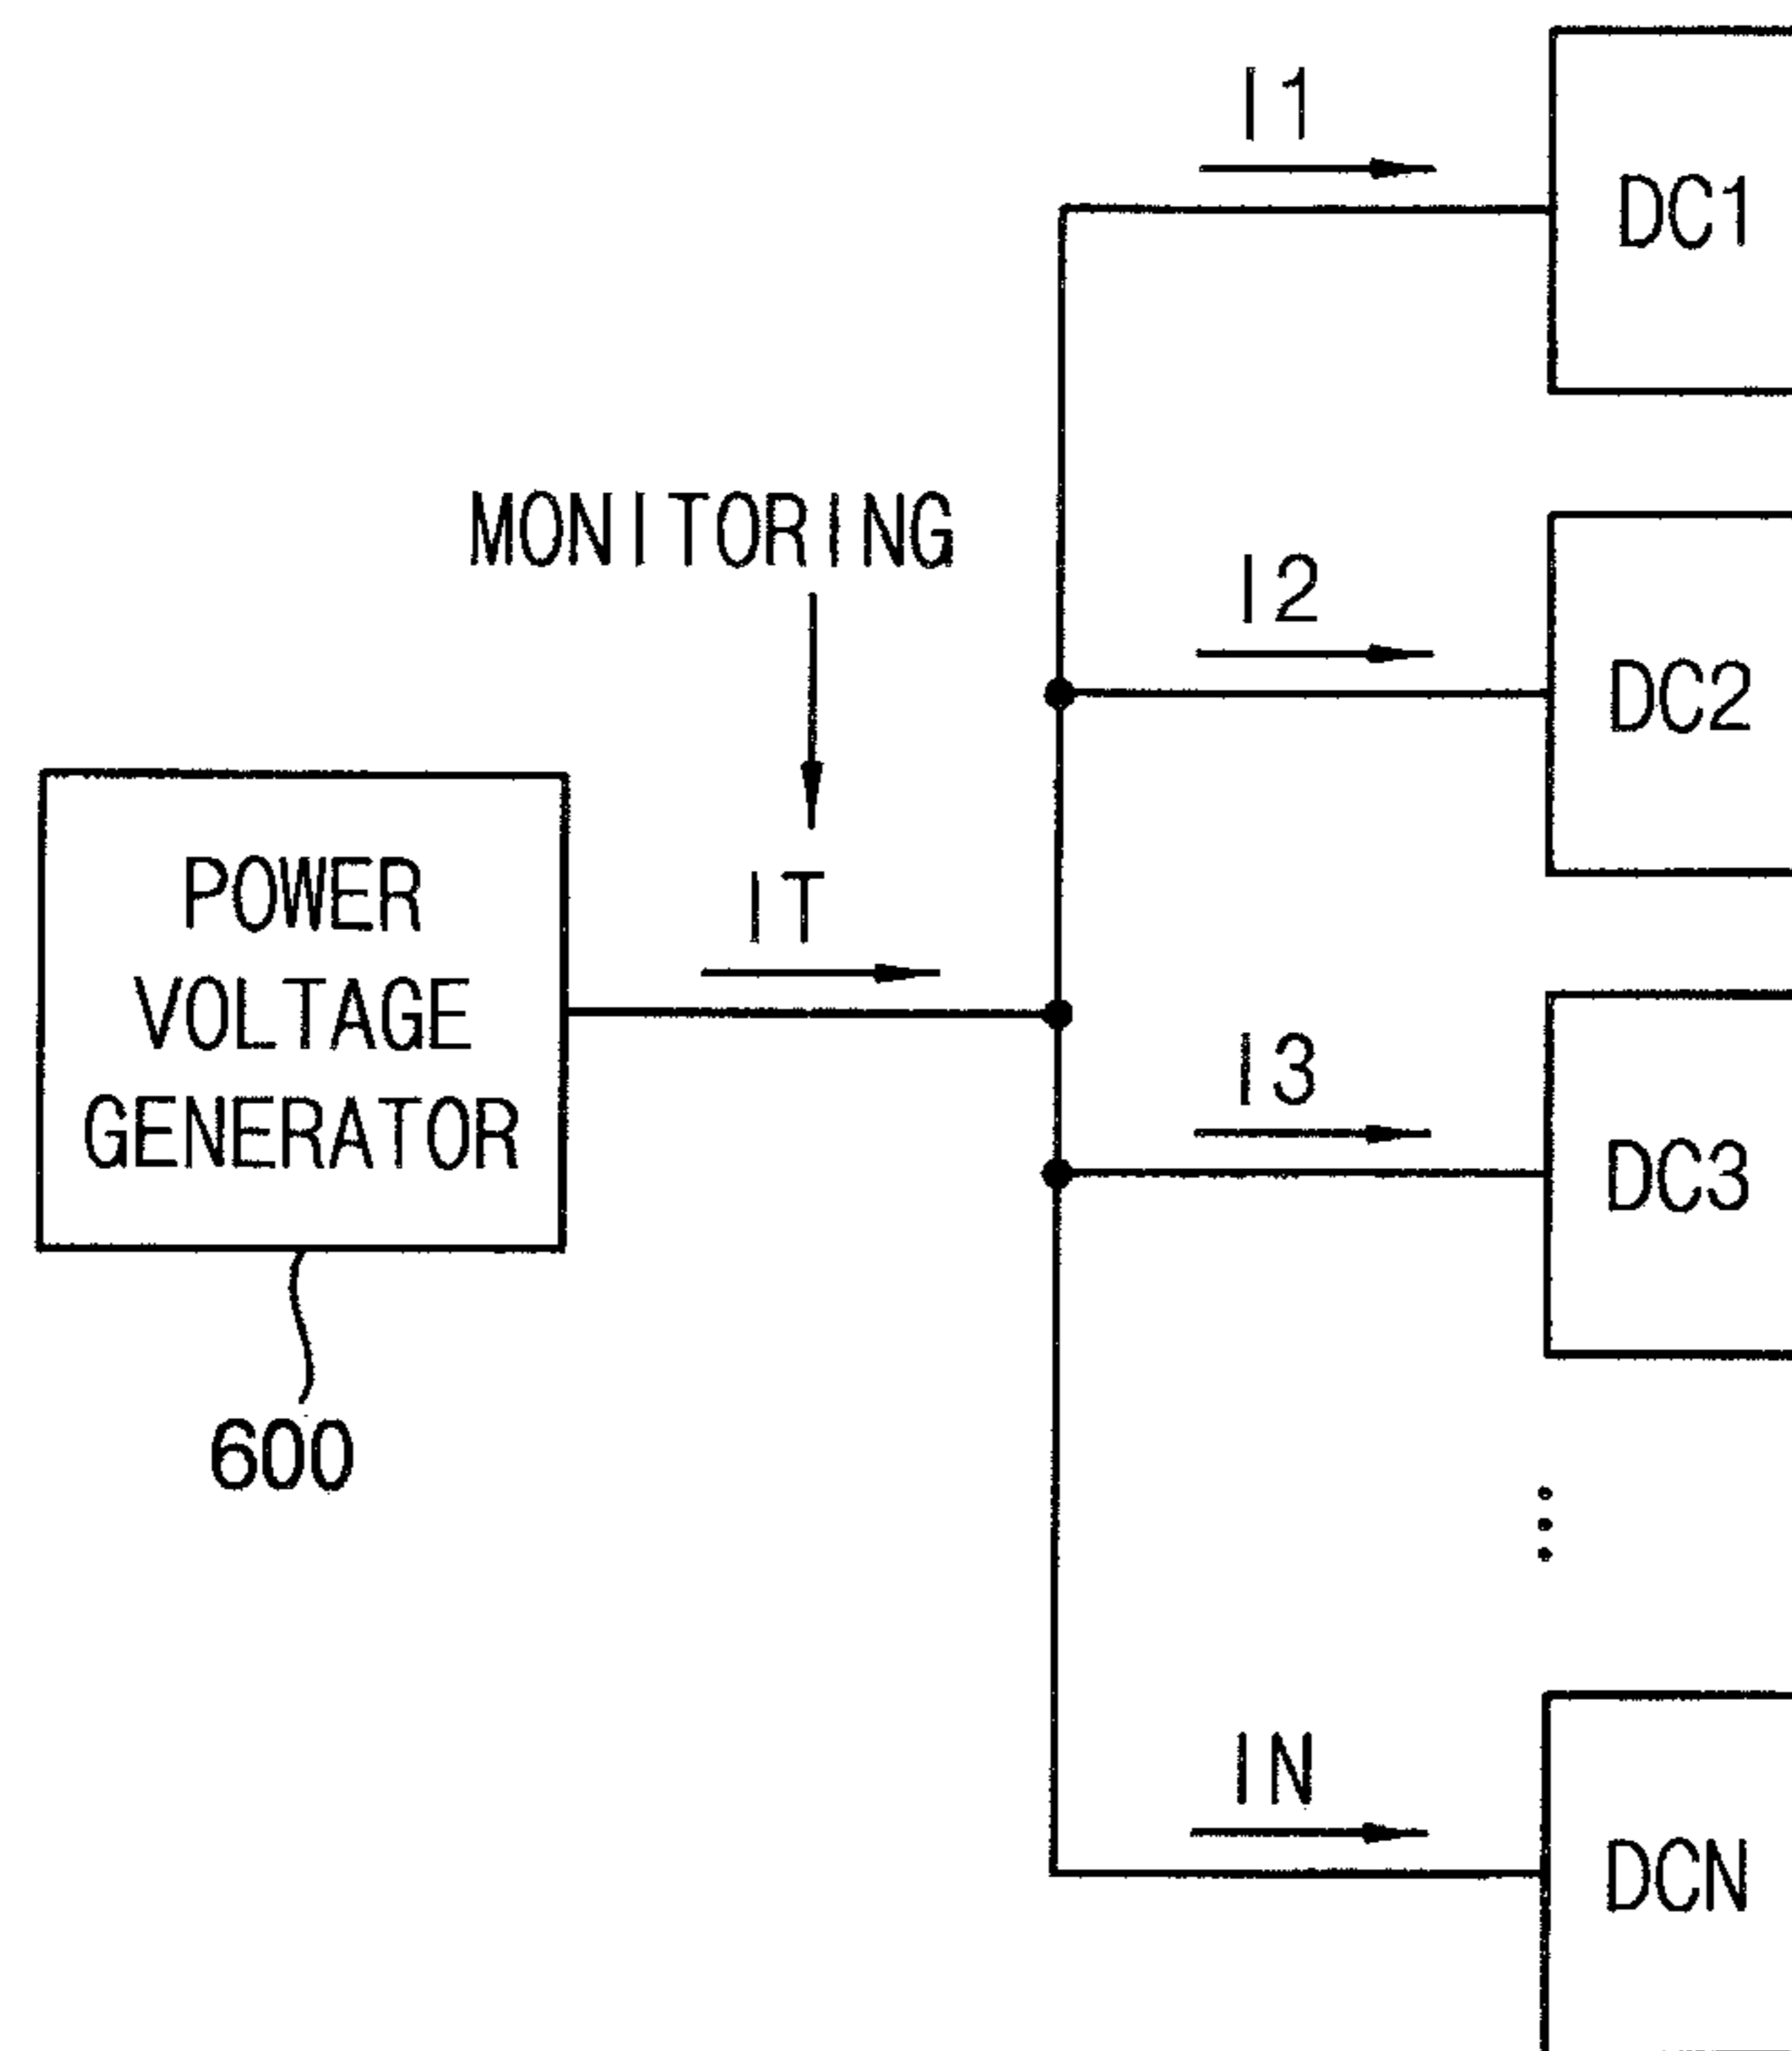 I1
DC1
MONITORING
I2
DC2
POWER
VOLTAGE
GENERATOR
IT
I3
DC3
600
IN
DCN